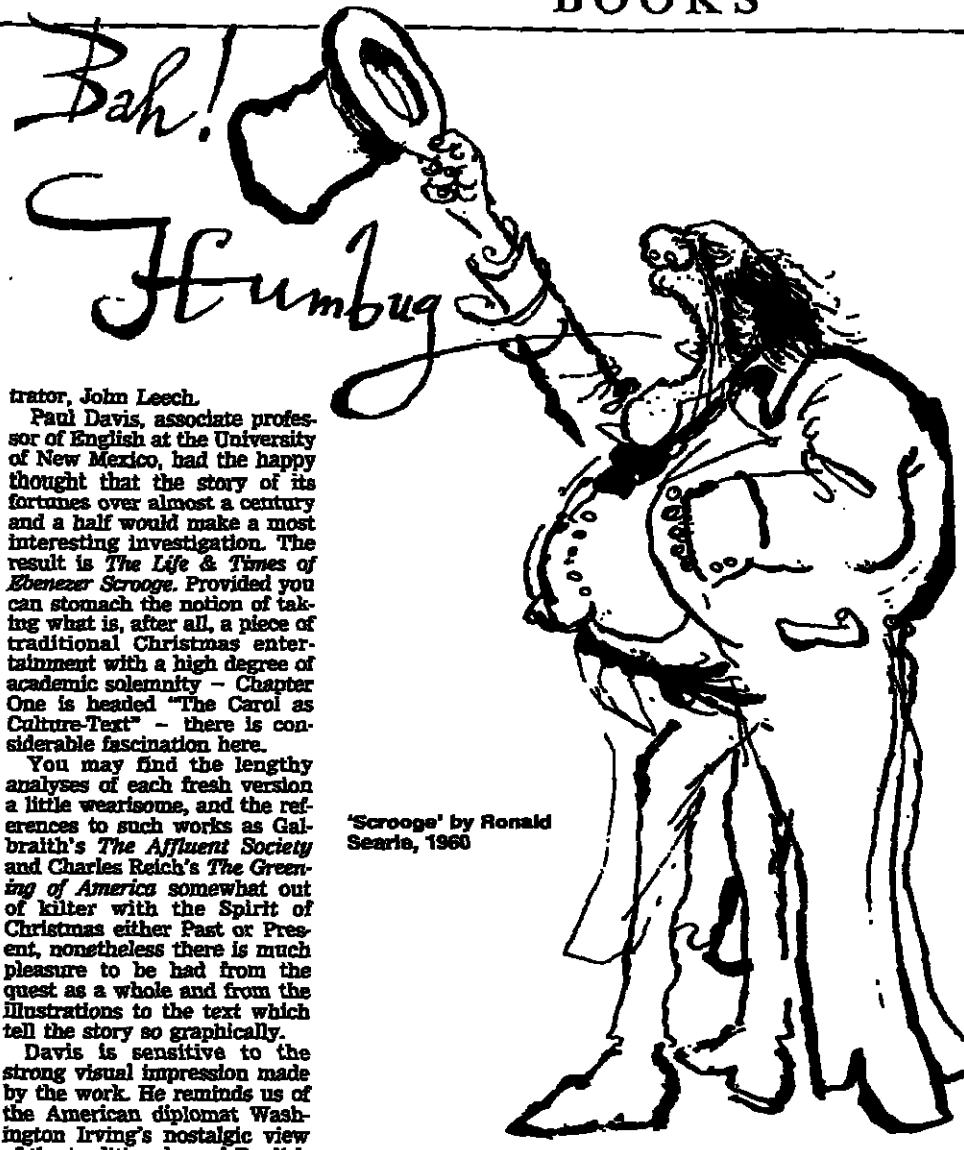 BOOKS
Bah!
Humbug
trator, John Leech.
Paul Davis, associate profes-
sor of English at the University
of New Mexico, had the happy
thought that the story of its
fortunes over almost a century
and a half would make a most
interesting investigation. The
result is The Life & Times of
Ebenezer Scrooge. Provided you
can stomach the notion of tak-
ing what is, after all, a piece of
traditional Christmas enter-
tainment with a high degree of
academic solemnity – Chapter
One is headed "The Carol as
Culture-Text" – there is con-
siderable fascination here.
You may find the lengthy
analyses of each fresh version
a little wearisome, and the ref-
erences to such works as Gal-
braith's The Affluent Society
and Charles Reich's The Green-
ing of America somewhat out
of kilter with the Spirit of
Christmas either Past or Pres-
ent, nonetheless there is much
pleasure to be had from the
quest as a whole and from the
illustrations to the text which
tell the story so graphically.
Davis is sensitive to the
strong visual impression made
by the work. He reminds us of
the American diplomat Wash-
ington Irving's nostalgic view
'Scrooge' by Ronald
Searle, 1960